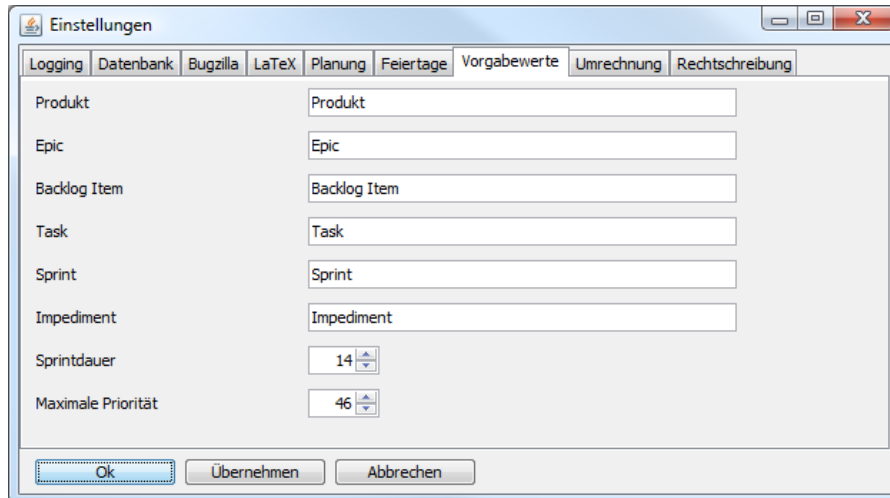 Einstellungen
Logging Datenbank Bugzilla LaTeX Planung Feiertage Vorgabewerte Umrechnung Rechtschreibung
Produkt Produkt
Epic Epic
Backlog Item Backlog Item
Task Task
Sprint Sprint
Impediment Impediment
Sprintdauer 14
Maximale Priorität 46
Ok Übernehmen Abbrechen